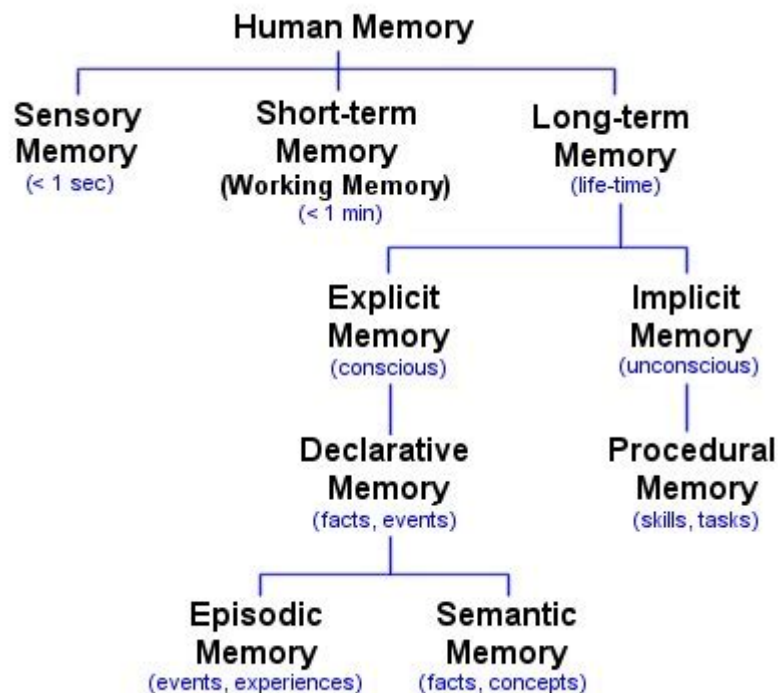 Human Memory
Sensory
Memory
(< 1 sec)
Short-term
Memory
(Working Memory)
(< 1 min)
Long-term
Memory
(life-time)
Explicit
Memory
(conscious)
Implicit
Memory
(unconscious)
Declarative
Memory
(facts, events)
Procedural
Memory
(skills, tasks)
Episodic
Memory
(events, experiences)
Semantic
Memory
(facts, concepts)